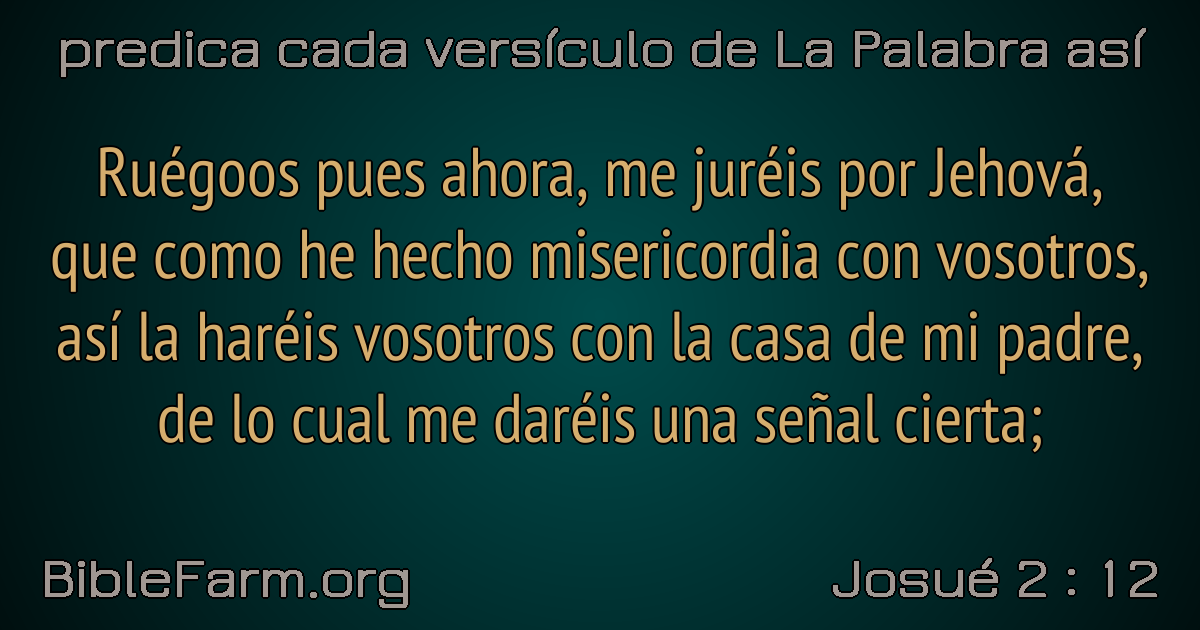 predica cada versículo de La Palabra así
Ruégoos pues ahora, me juréis por Jehová,
que como he hecho misericordia con vosotros,
así la haréis vosotros con la casa de mi padre,
de lo cual me daréis una señal cierta;
BibleFarm.org
Josué 2 : 12